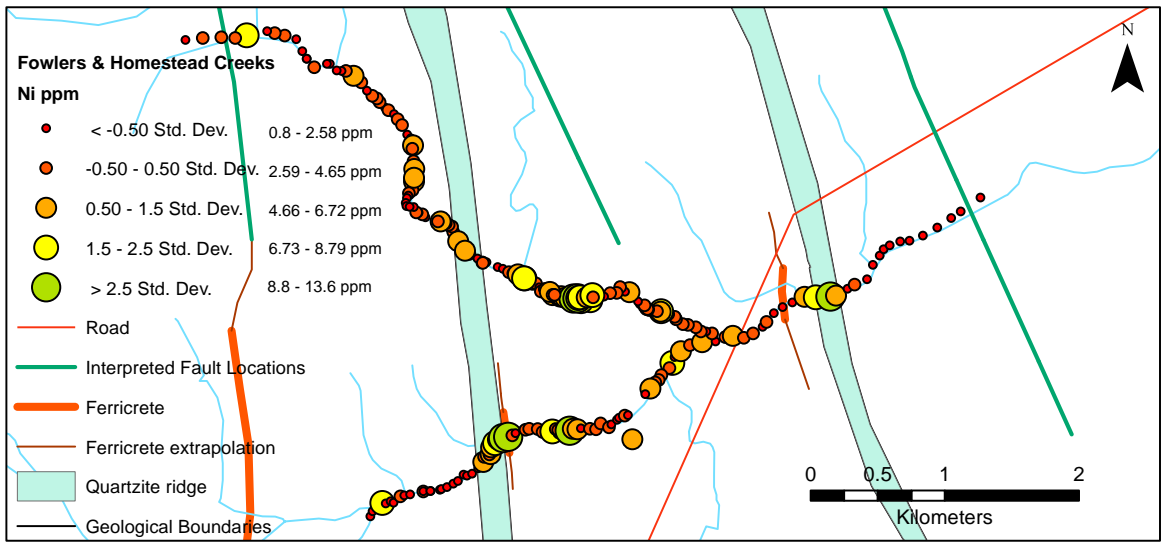 Fowlers & Homestead Creeks
Ni ppm
< -0.50 Std. Dev. 0.8 - 2.58 ppm
-0.50 - 0.50 Std. Dev. 2.59 - 4.65 ppm
0.50 - 1.5 Std. Dev. 4.66 - 6.72 ppm
1.5 - 2.5 Std. Dev. 6.73 - 8.79 ppm
> 2.5 Std. Dev. 8.8 - 13.6 ppm
Road
Interpreted Fault Locations
Ferricrete
Ferricrete extrapolation
Quartzite ridge
Geological Boundaries
N
0 0.5 1 2
Kilometers